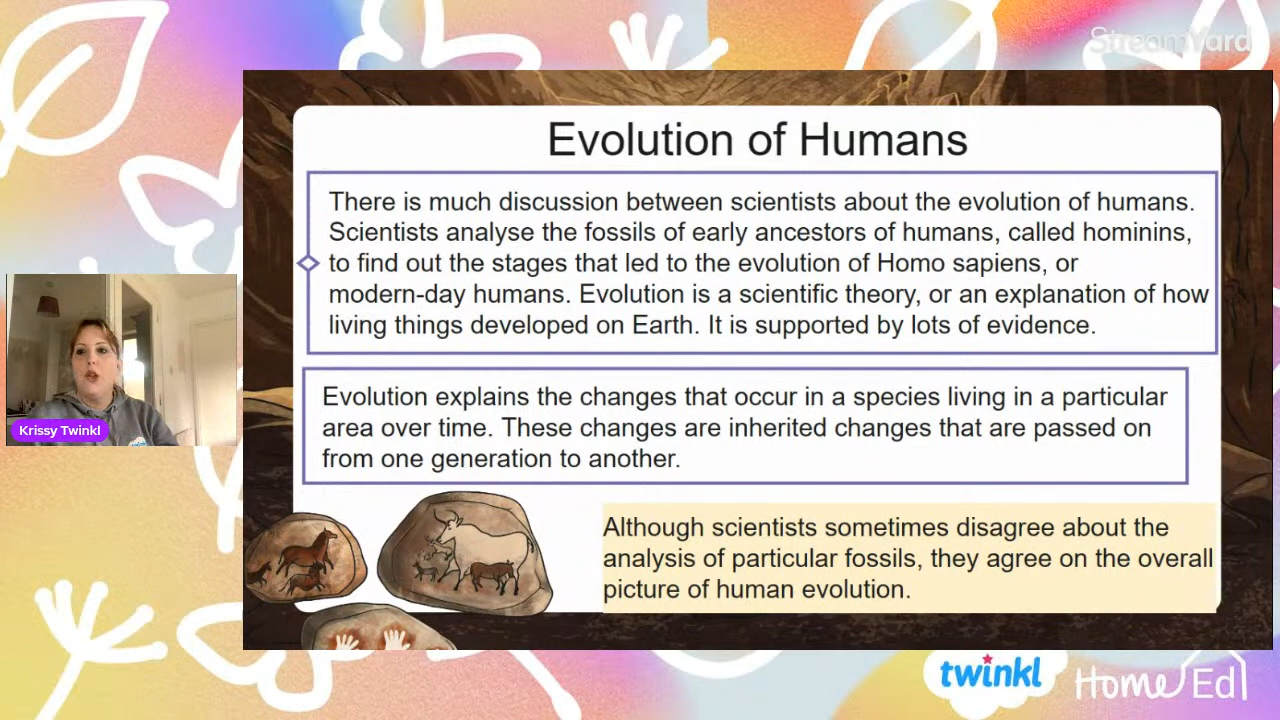 StreamYard
Evolution of Humans
There is much discussion between scientists about the evolution of humans.
Scientists analyse the fossils of early ancestors of humans, called hominins,
to find out the stages that led to the evolution of Homo sapiens, or
modern-day humans. Evolution is a scientific theory, or an explanation of how
living things developed on Earth. It is supported by lots of evidence.
Evolution explains the changes that occur in a species living in a particular
area over time. These changes are inherited changes that are passed on
from one generation to another.
Krissy Twinkl
Although scientists sometimes disagree about the
analysis of particular fossils, they agree on the overall
picture of human evolution.
twinkl Home Ed